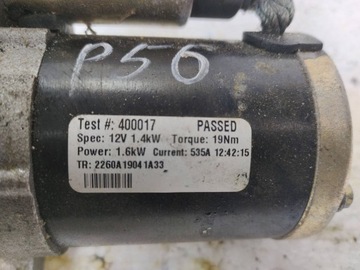 P56
Test #: 400017 PASSED
Spec: 12V 1.4kW Torque: 19Nm
Power: 1.6kW Current: 535A 12:42:15
TR: 2260A19041A33